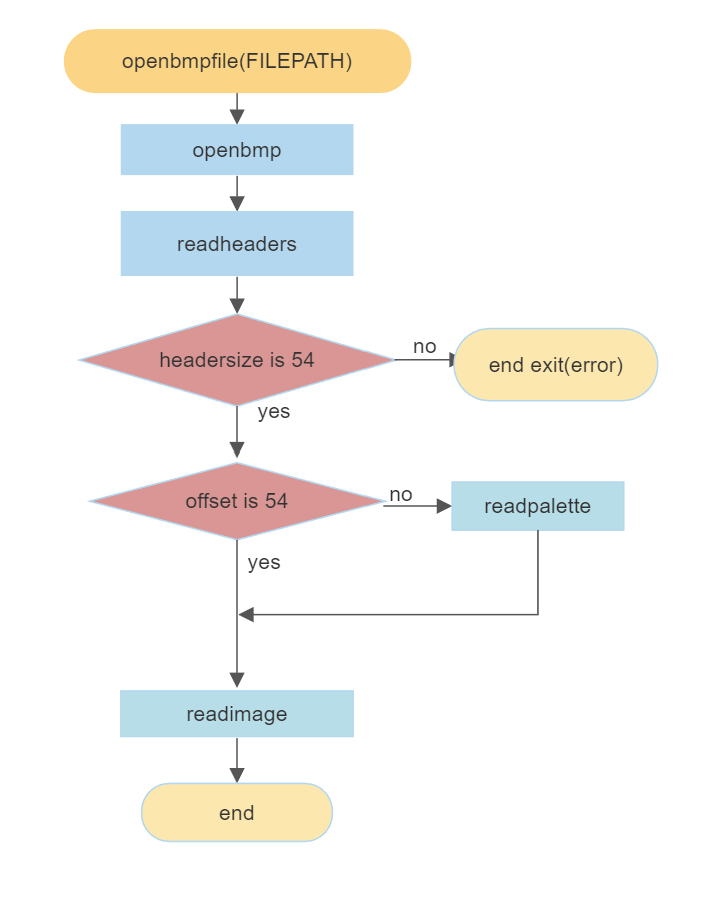 openbmpfile(FILEPATH)
openbmp
readheaders
headersize is 54
no
end exit(error)
yes
offset is 54
no
readpalette
yes
readimage
end